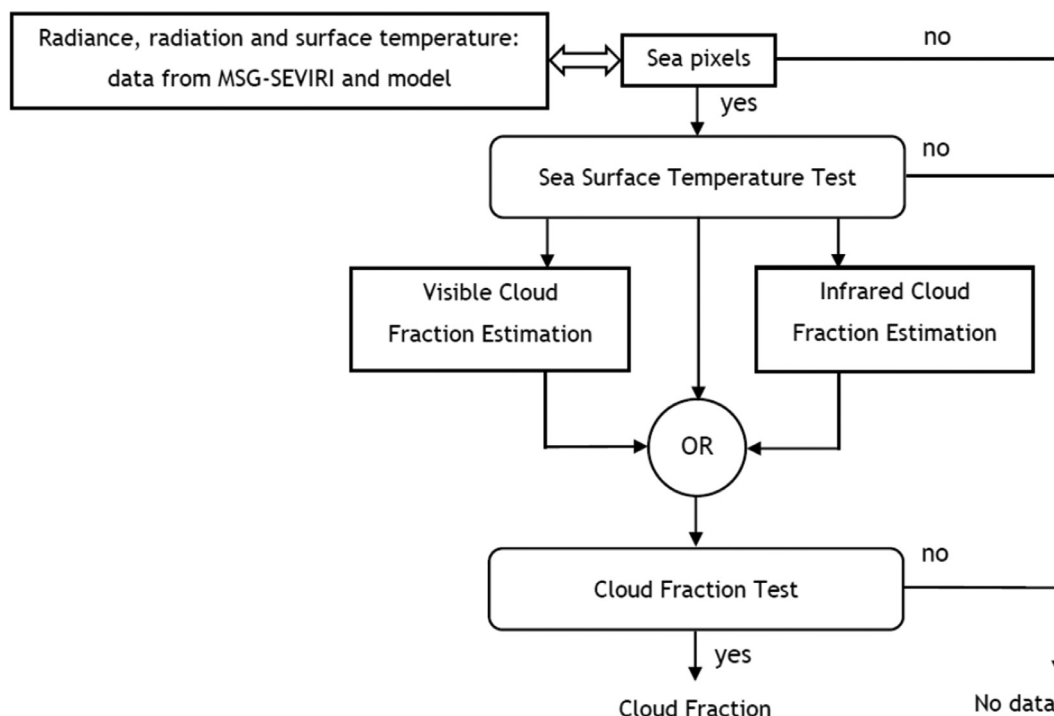 Radiance, radiation and surface temperature:
data from MSG-SEVIRI and model
Sea pixels
no
yes
Sea Surface Temperature Test
no
Visible Cloud
Fraction Estimation
Infrared Cloud
Fraction Estimation
OR
Cloud Fraction Test
no
yes
Cloud Fraction
No data